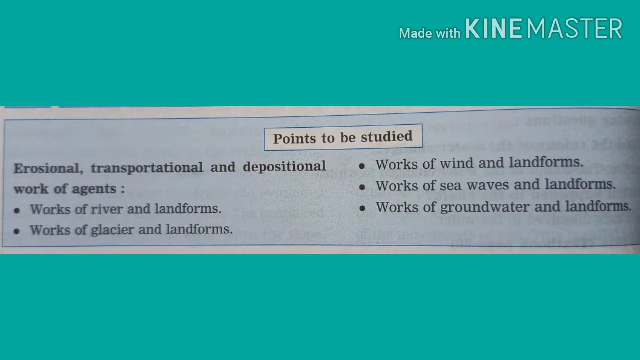 Made with KINEMASTER
Points to be studied
Erosional, transportational and depositional
work of agents :
• Works of river and landforms.
• Works of glacier and landforms.
• Works of wind and landforms.
• Works of sea waves and landforms.
• Works of groundwater and landforms.